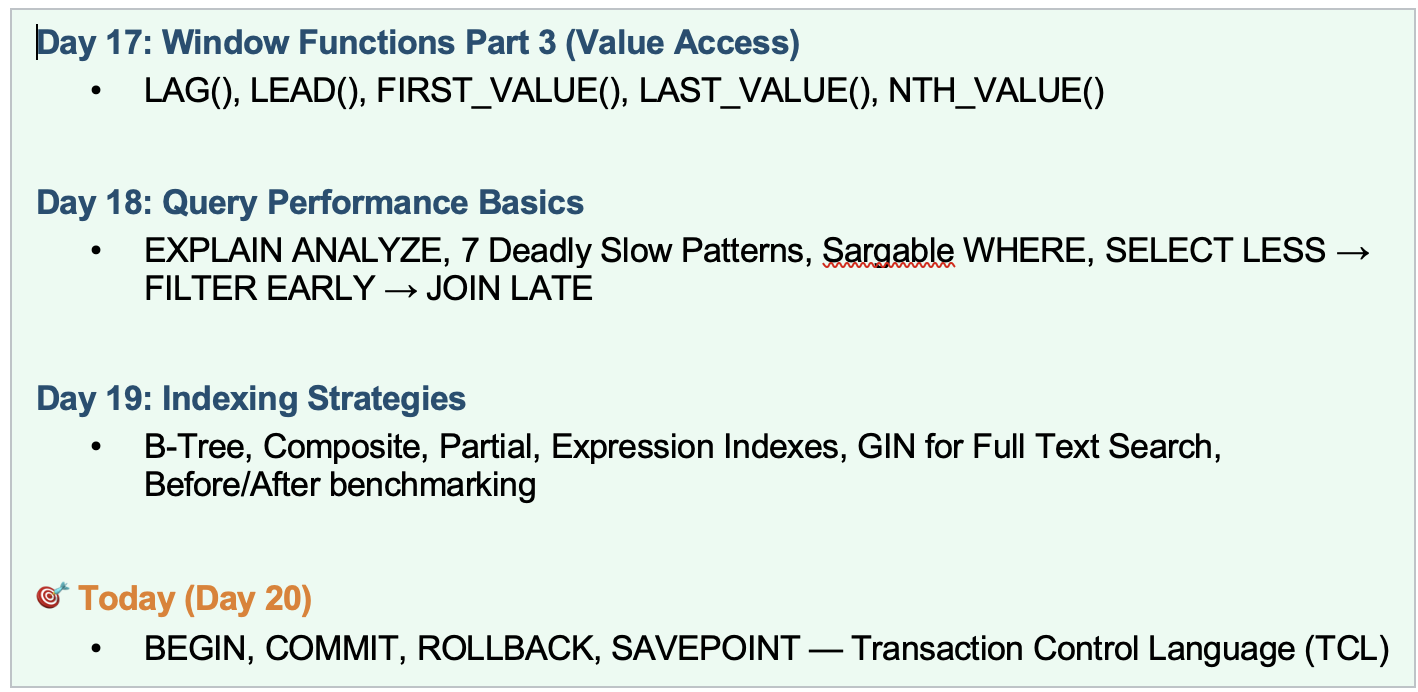 Day 17: Window Functions Part 3 (Value Access)
• LAG(), LEAD(), FIRST_VALUE(), LAST_VALUE(), NTH_VALUE()
Day 18: Query Performance Basics
• EXPLAIN ANALYZE, 7 Deadly Slow Patterns, Sargable WHERE, SELECT LESS →
FILTER EARLY → JOIN LATE
Day 19: Indexing Strategies
• B-Tree, Composite, Partial, Expression Indexes, GIN for Full Text Search,
Before/After benchmarking
🎯 Today (Day 20)
• BEGIN, COMMIT, ROLLBACK, SAVEPOINT — Transaction Control Language (TCL)